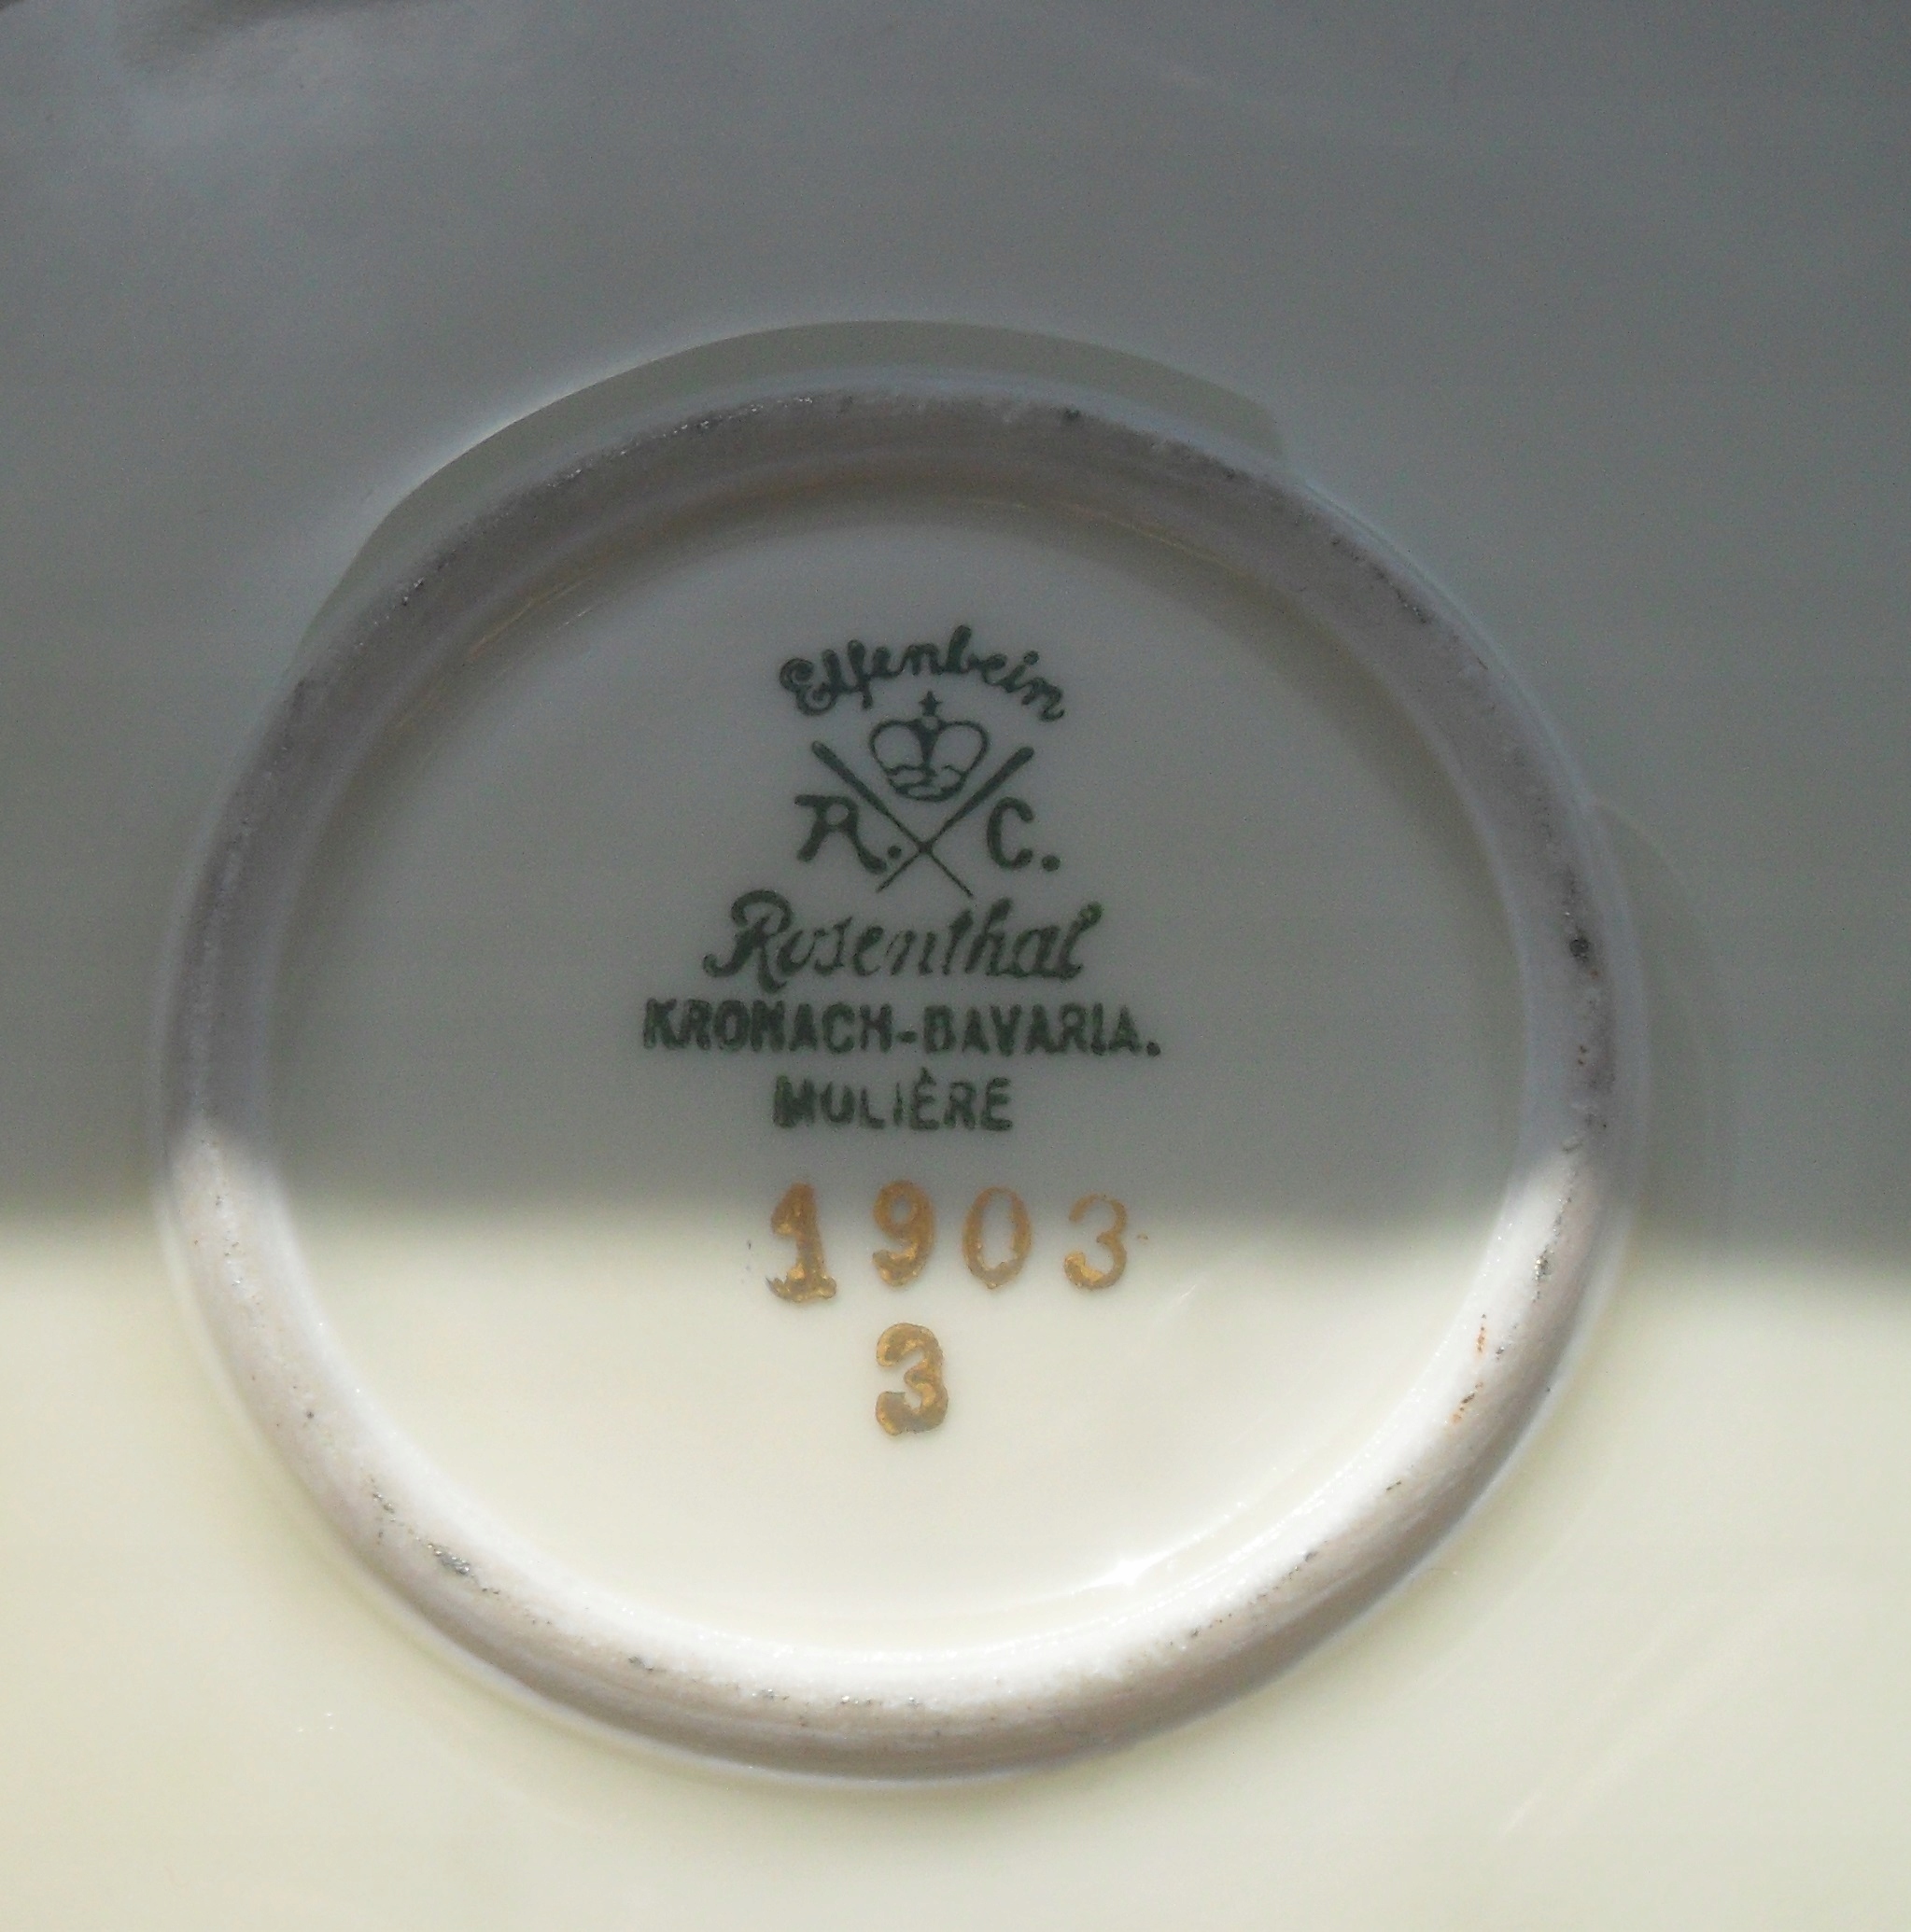 Elfenbein
R. C.
Rosenthal
KRONACH-BAVARIA.
MOLIÈRE
1903
3